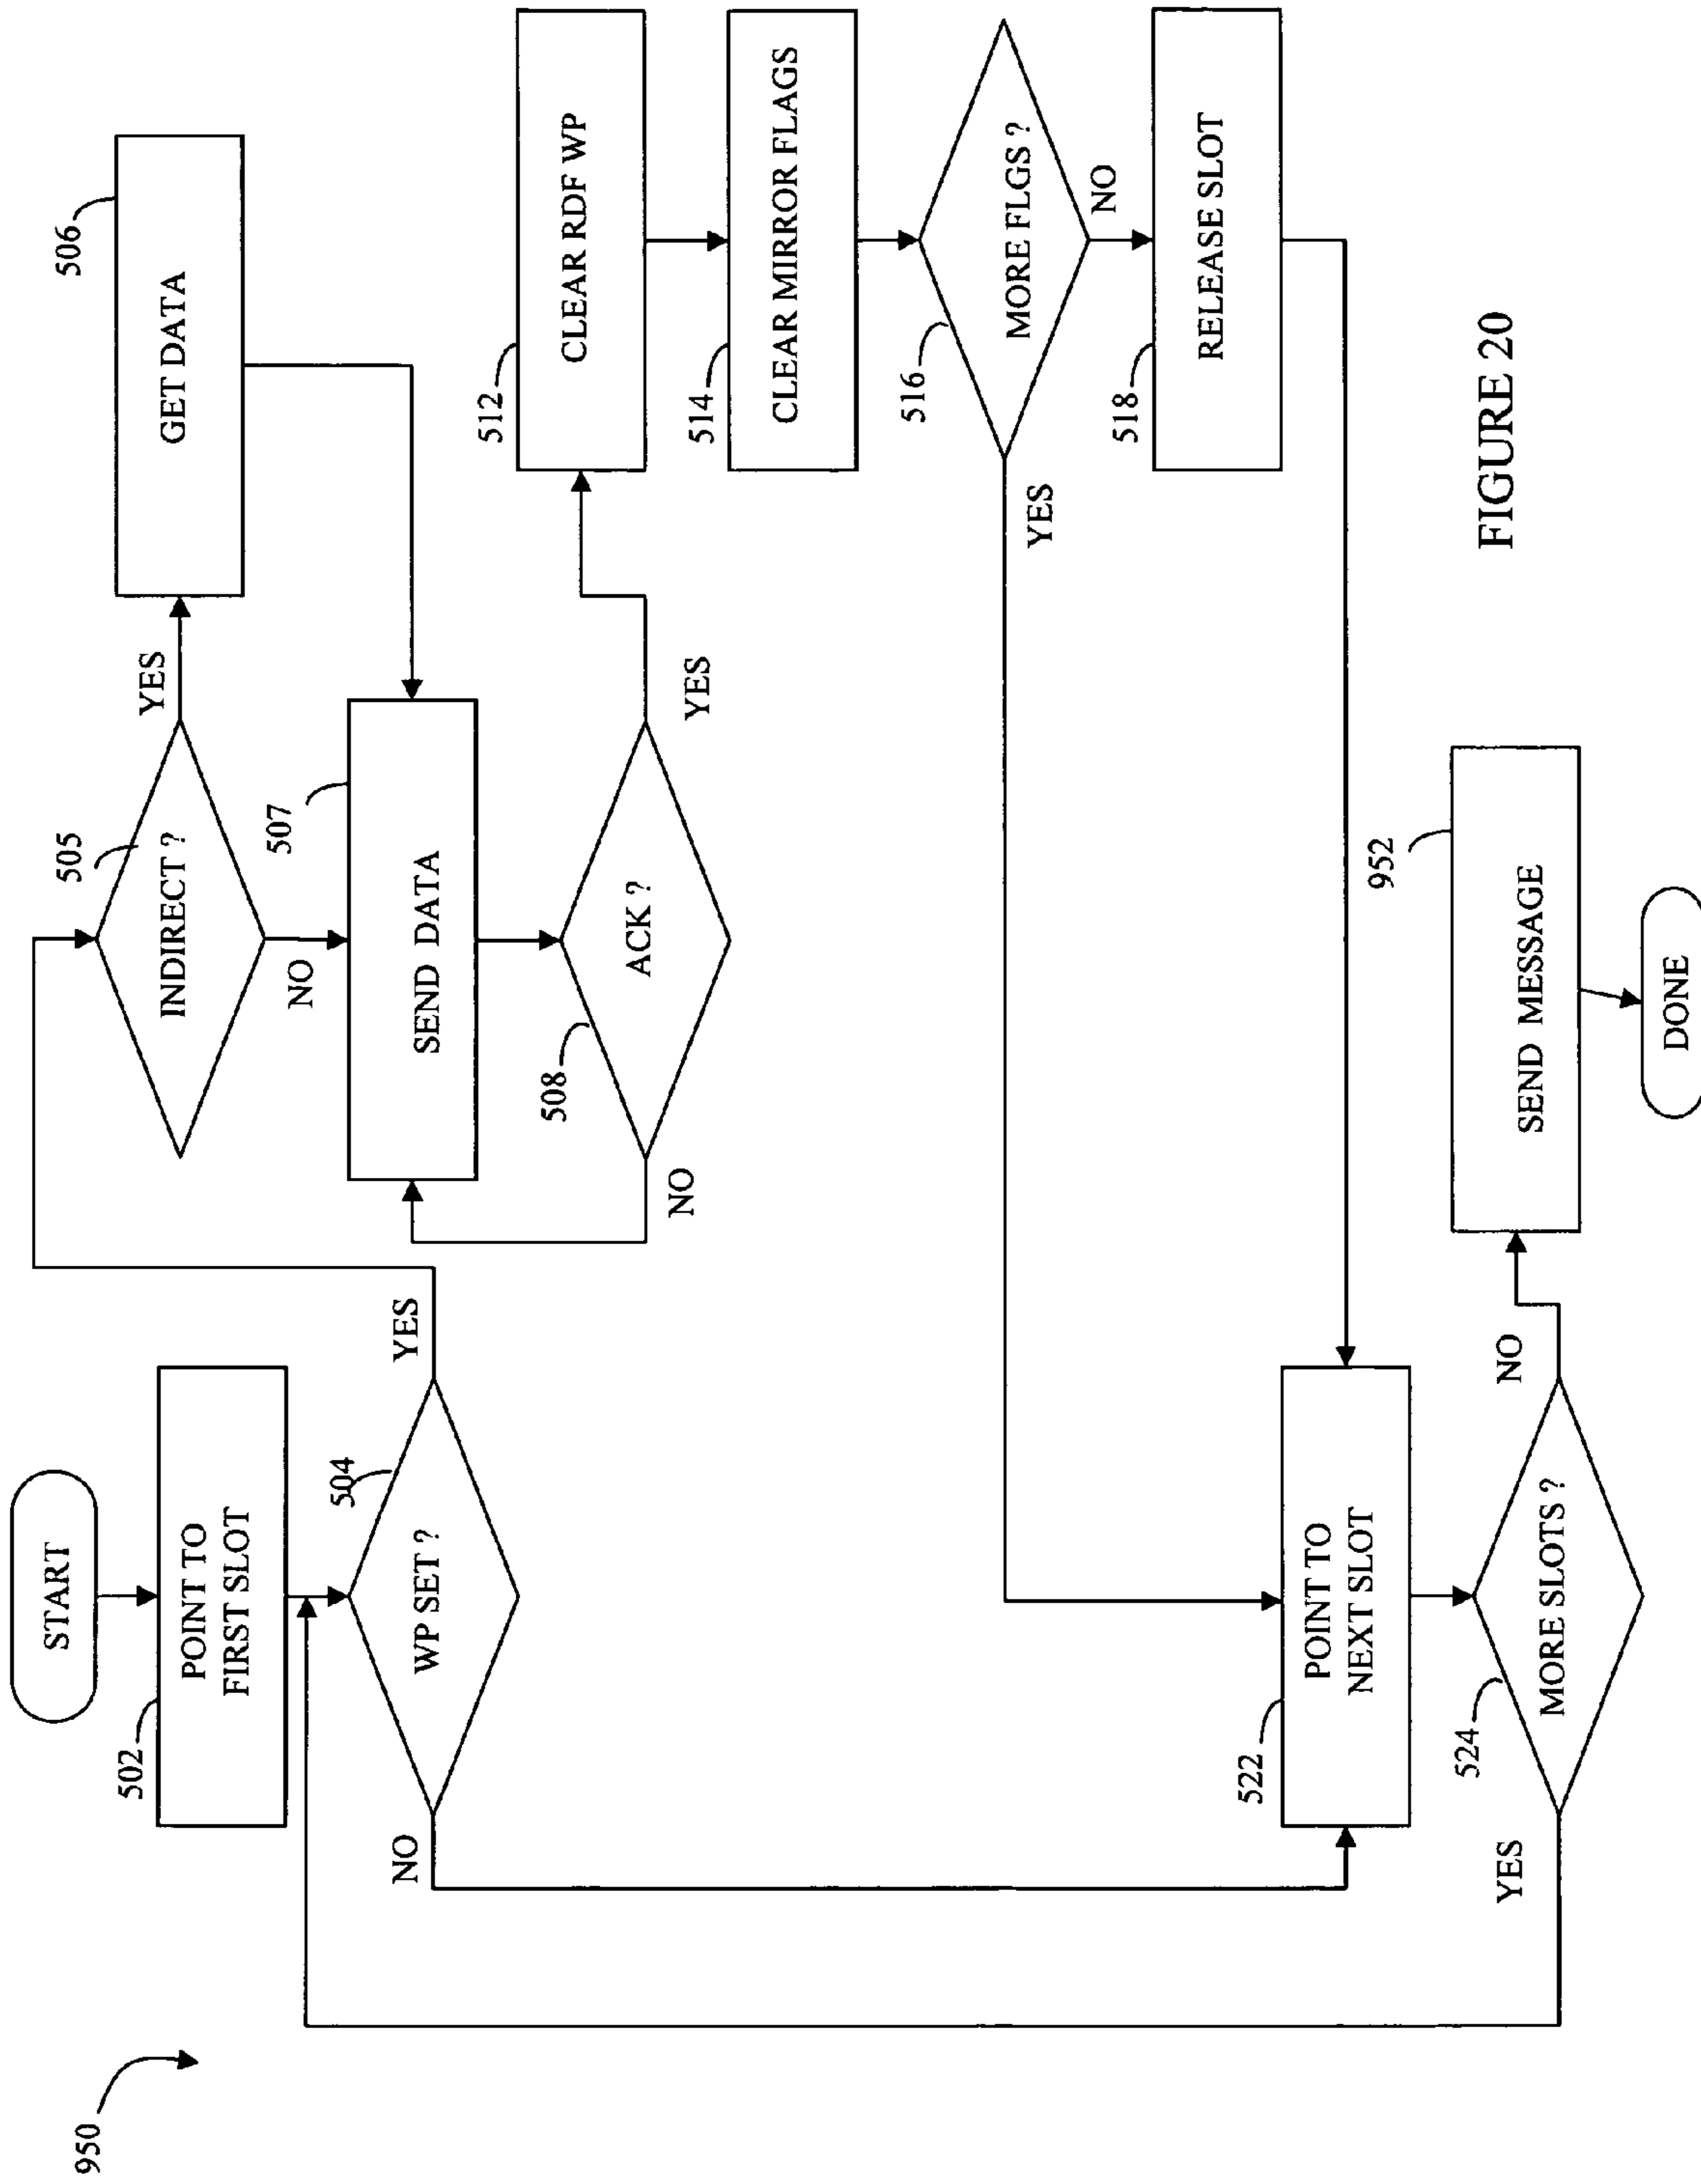 950
START
502
POINT TO
FIRST SLOT
504
WP SET ?
YES
NO
505
INDIRECT ?
YES
NO
506
GET DATA
507
SEND DATA
508
ACK ?
YES
NO
512
CLEAR RDF WP
514
CLEAR MIRROR FLAGS
516
MORE FLGS ?
YES
NO
518
RELEASE SLOT
522
POINT TO
NEXT SLOT
524
MORE SLOTS ?
YES
NO
952
SEND MESSAGE
DONE
FIGURE 20